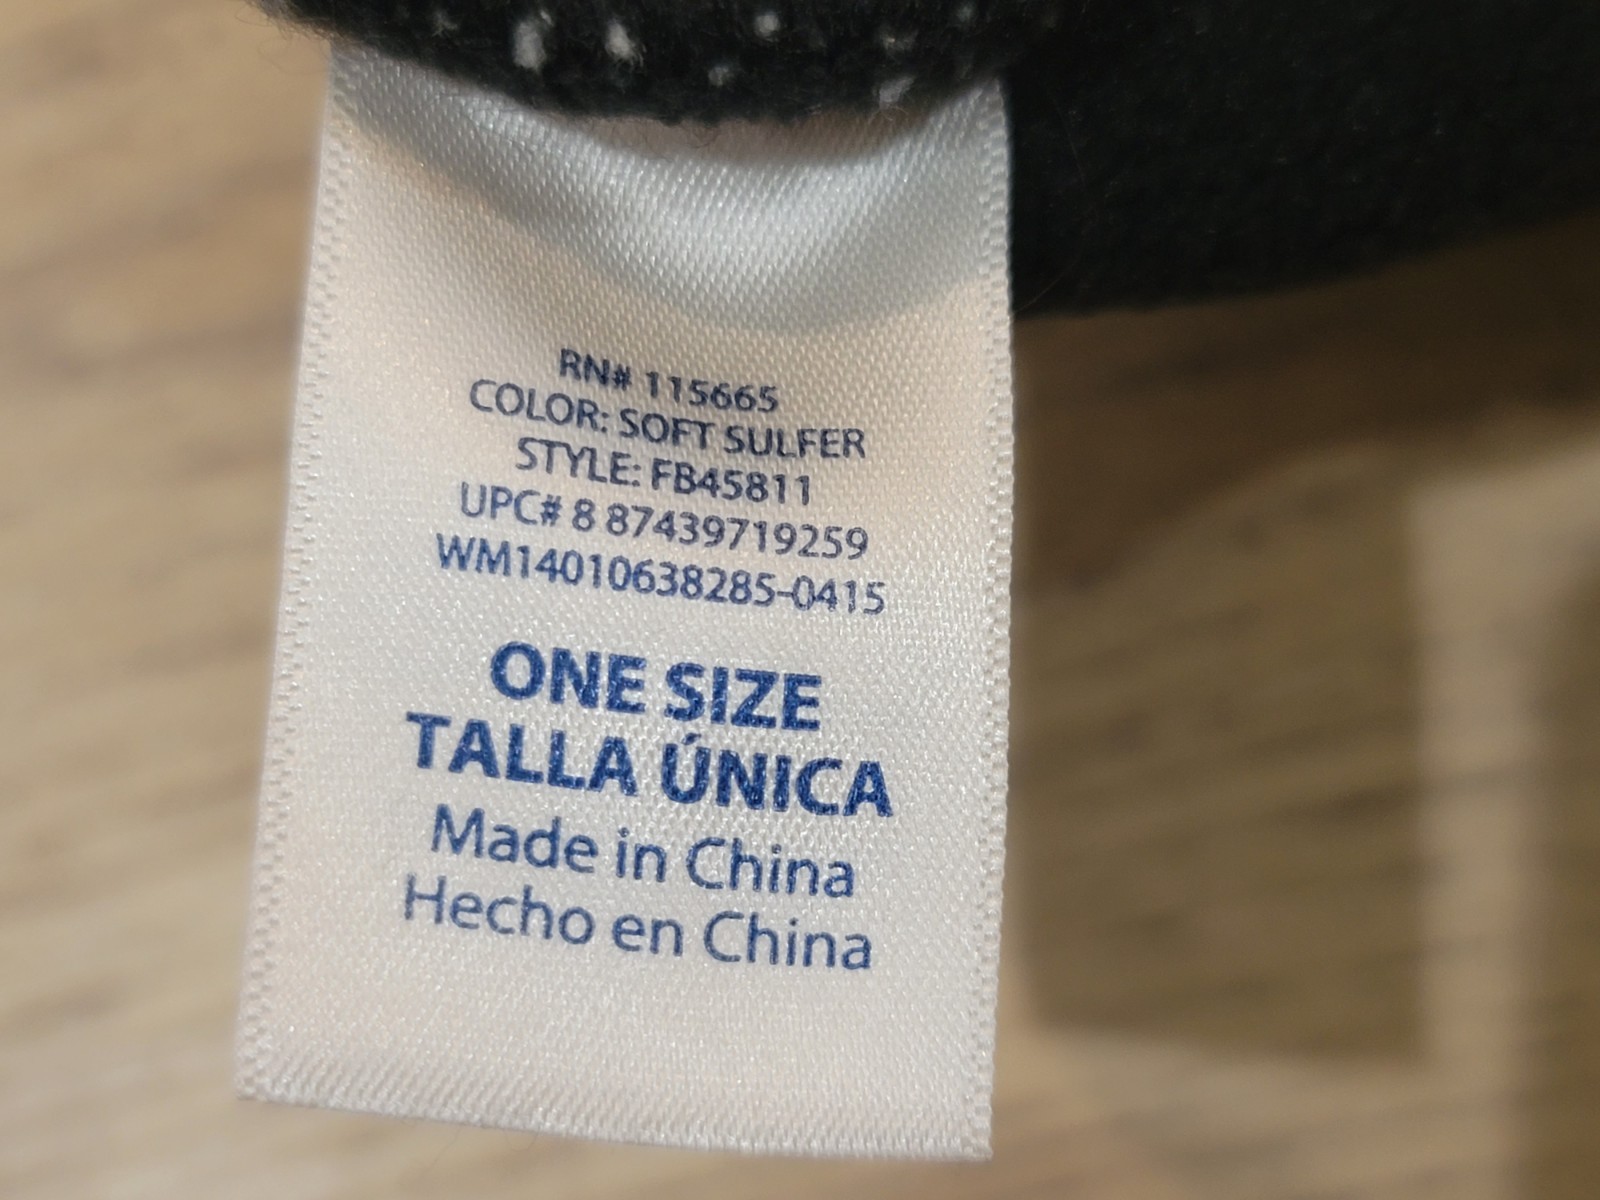 RN# 115665
COLOR: SOFT SULFER
STYLE: FB45811
UPC# 8 87439719259
WM14010638285-0415
ONE SIZE
TALLA ÚNICA
Made in China
Hecho en China